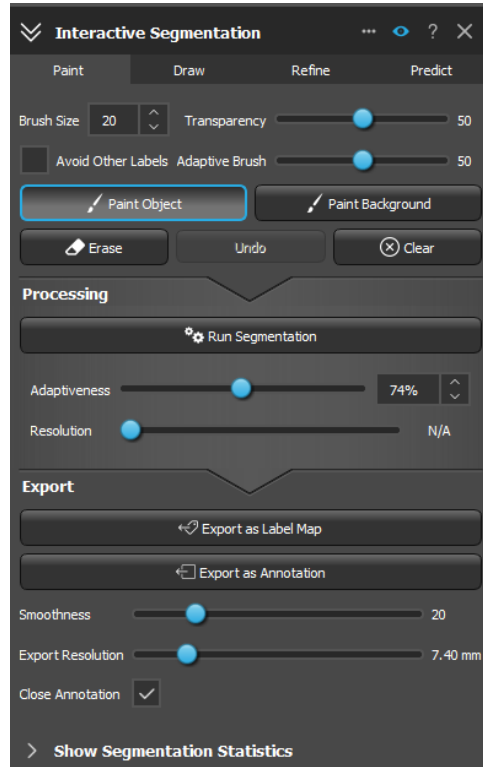 Interactive Segmentation ... ?
Paint Draw Refine Predict
Brush Size 20 Transparency 50
Avoid Other Labels Adaptive Brush 50
Paint Object Paint Background
Erase Undo Clear
Processing
Run Segmentation
Adaptiveness 74%
Resolution N/A
Export
Export as Label Map
Export as Annotation
Smoothness 20
Export Resolution 7.40 mm
Close Annotation
Show Segmentation Statistics